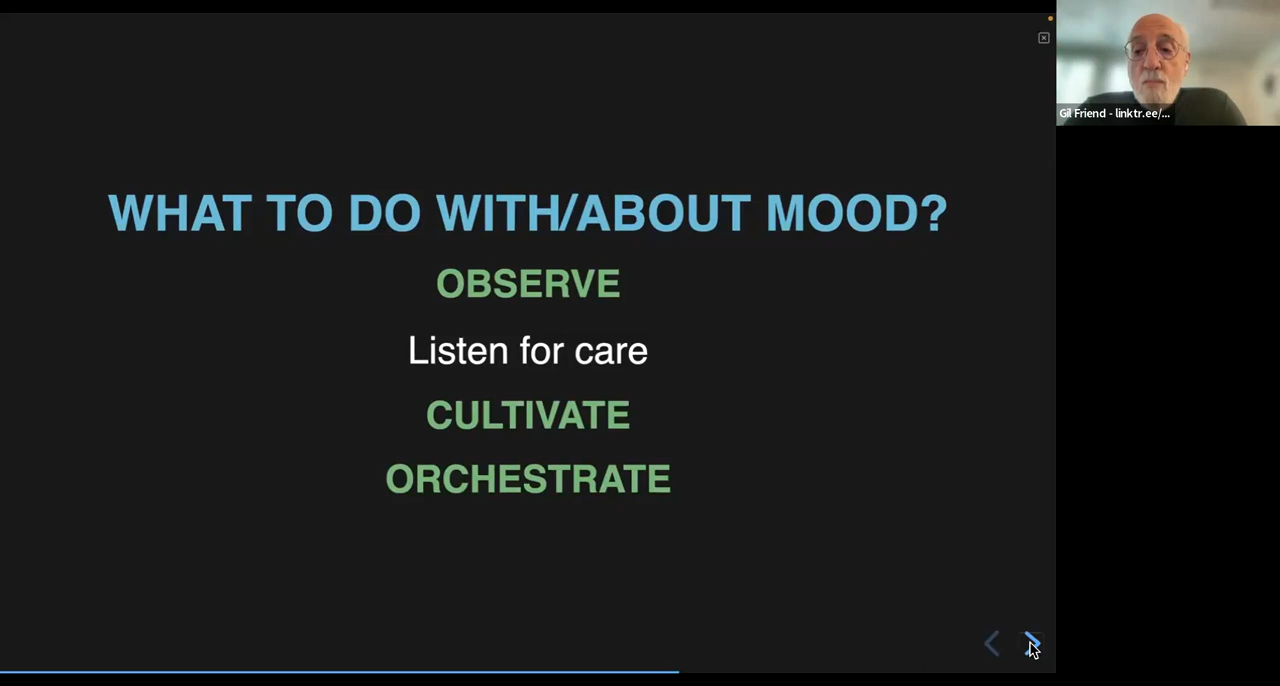 WHAT TO DO WITH/ABOUT MOOD?
OBSERVE
Listen for care
CULTIVATE
ORCHESTRATE
Gil Friend - linktr.ee/...